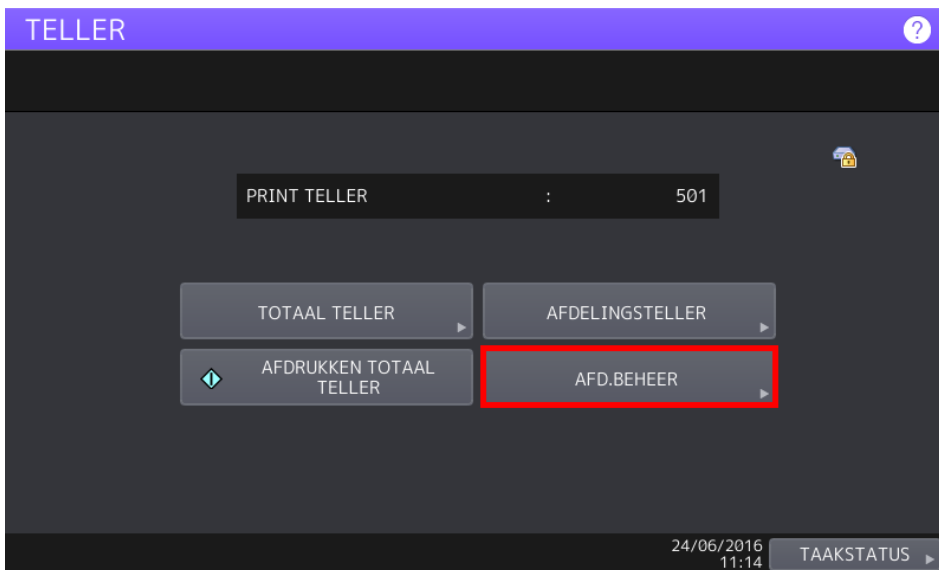 TELLER
?
PRINT TELLER : 501
TOTAAL TELLER
AFDELINGSTELLER
AFDRUKKEN TOTAAL
TELLER
AFD.BEHEER
24/06/2016
11:14
TAAKSTATUS